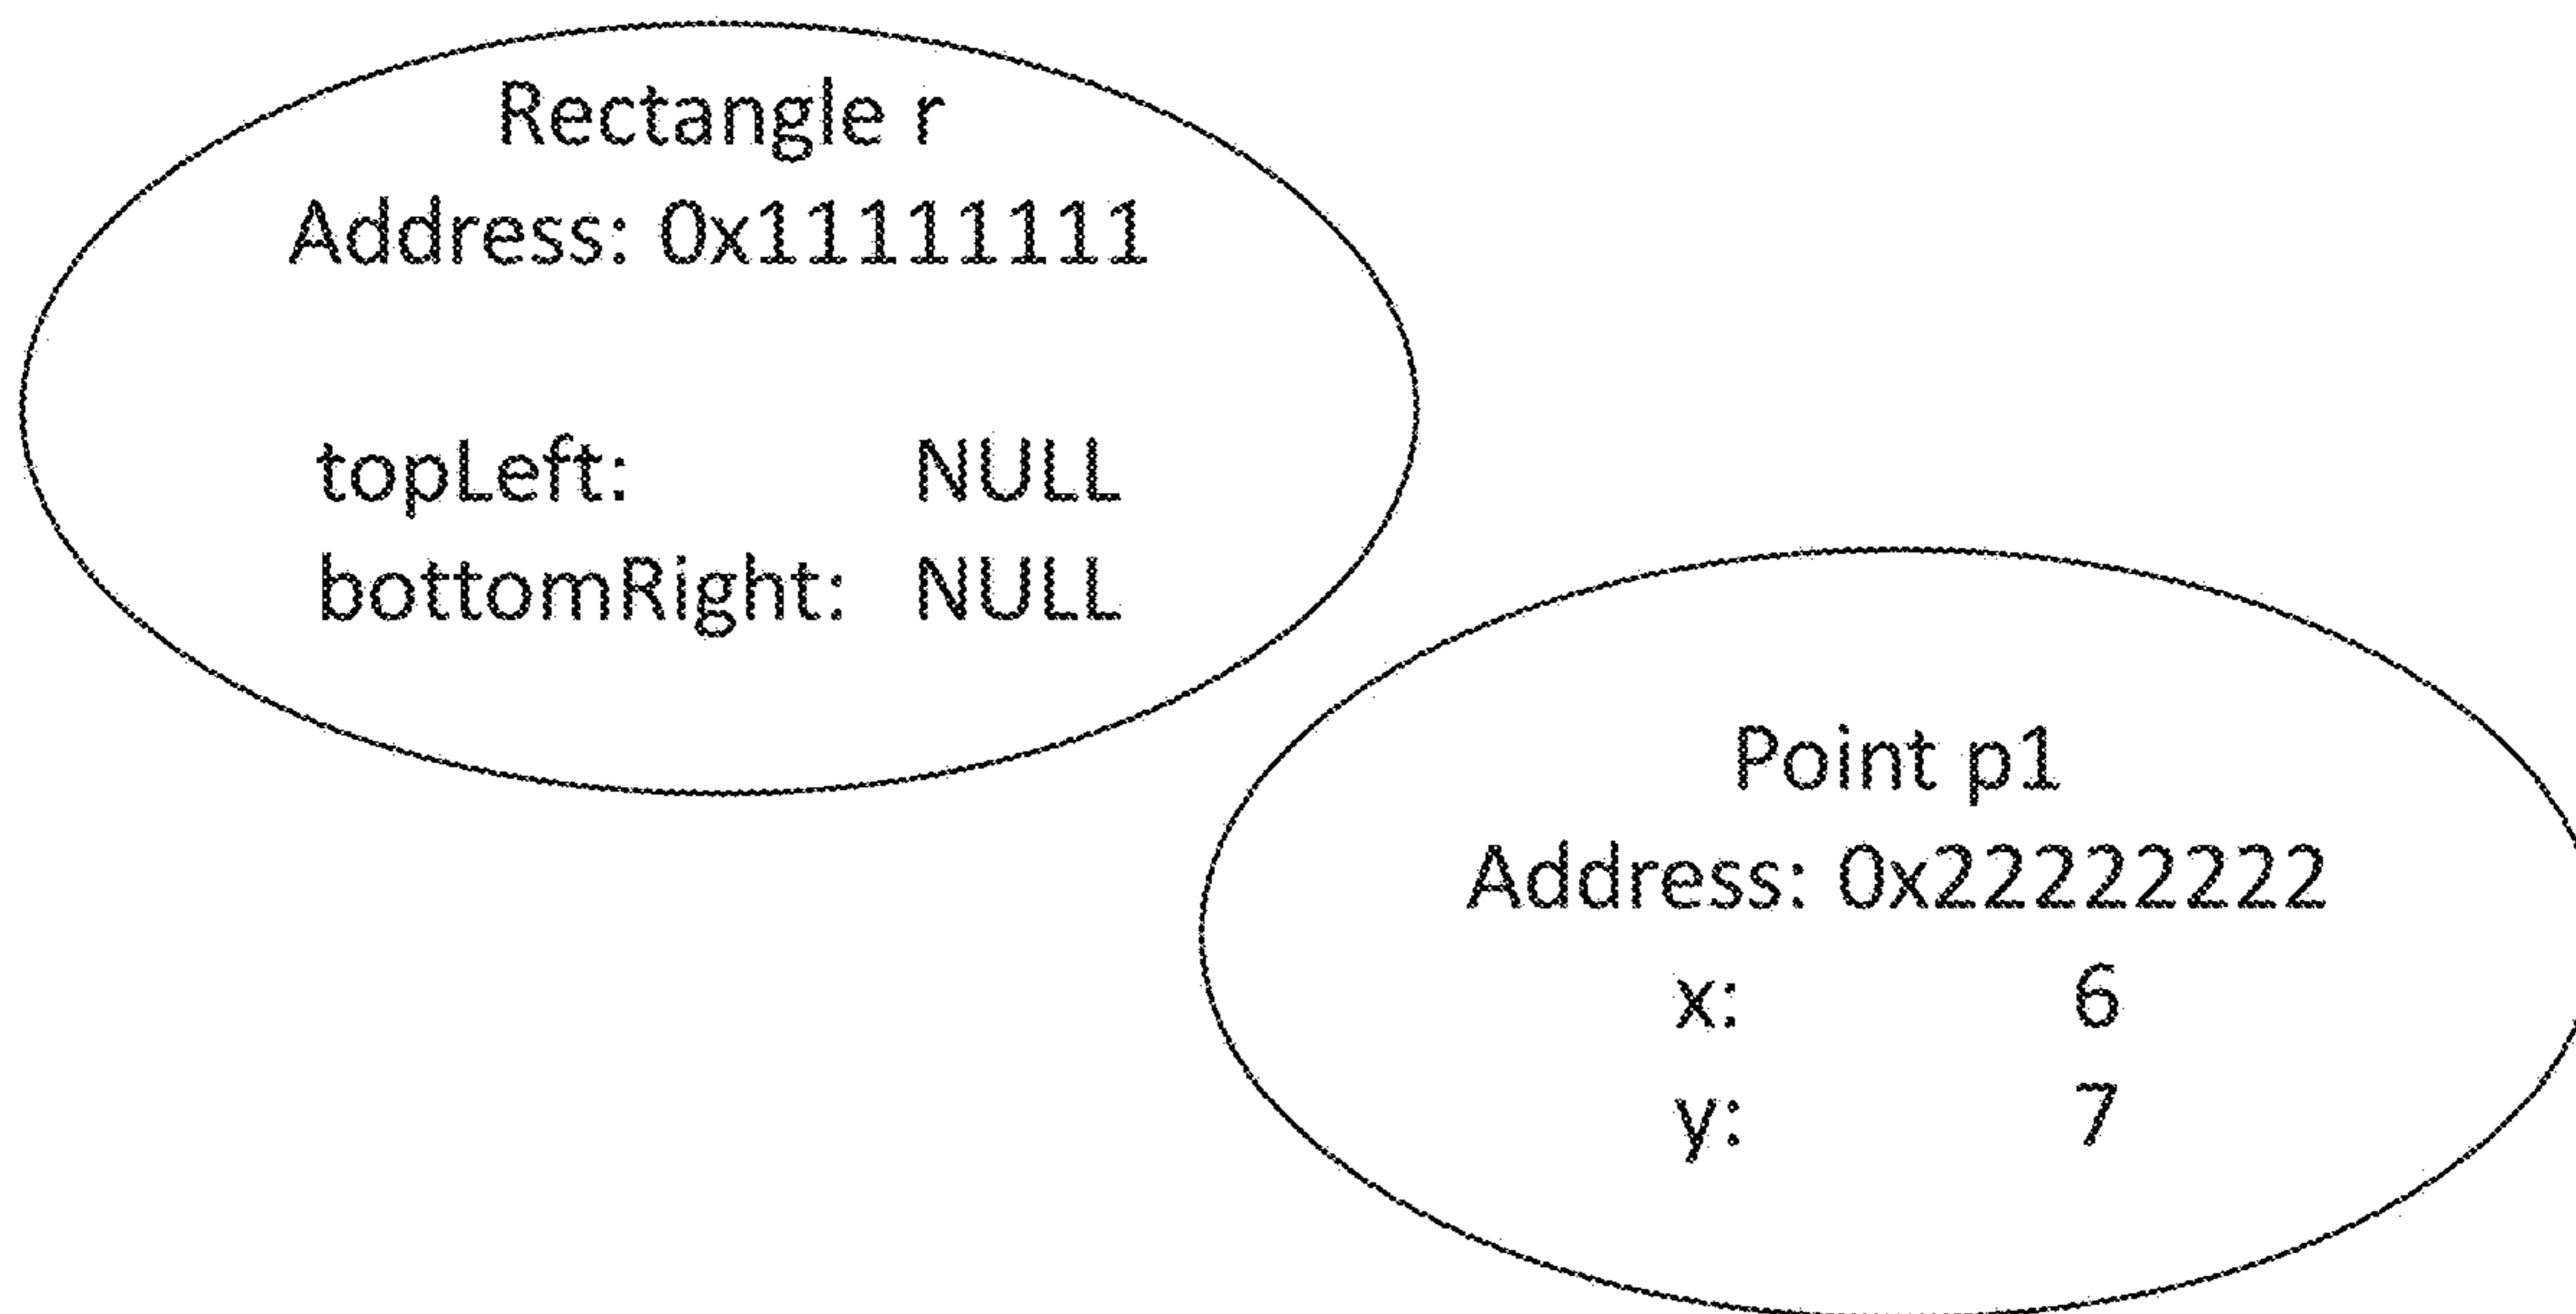 Rectangle r
Address: 0x11111111
topLeft: NULL
bottomRight: NULL
Point p1
Address: 0x22222222
x: 6
y: 7